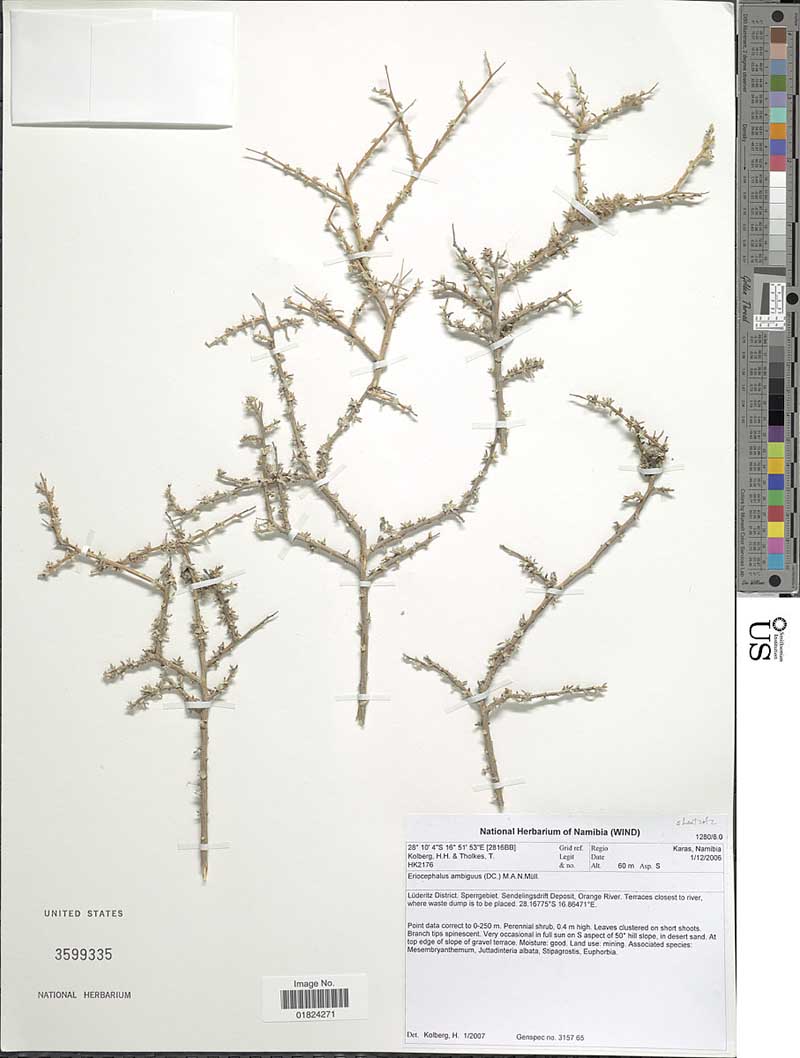 Golden Thread
Smithsonian
Institution
US
shootrotz
National Herbarium of Namibia (WIND)
1280/8.0
28° 10' 4"S 16° 51' 53"E [2816BB] Grid ref. Regio Karas, Namibia
Kolberg, H.H. & Tholkes, T. Legit Date 1/12/2006
HK2176 & no. Alt. 60 m Asp. S
Eriocephalus ambiguus (DC.) M.A.N.Müll.
Lüderitz District. Sperrgebiet. Sendelingsdrift Deposit, Orange River. Terraces closest to river,
where waste dump is to be placed. 28.16775°S 16.86471°E.
Point data correct to 0-250 m. Perennial shrub, 0.4 m high. Leaves clustered on short shoots.
Branch tips spinescent. Very occasional in full sun on S aspect of 50° hill slope, in desert sand. At
top edge of slope of gravel terrace. Moisture: good. Land use: mining. Associated species:
Mesembryanthemum, Juttadinteria albata, Stipagrostis, Euphorbia.
Det. Kolberg, H. 1/2007 Genspec no. 3157 65
UNITED STATES
3599335
NATIONAL HERBARIUM
Image No.
01824271